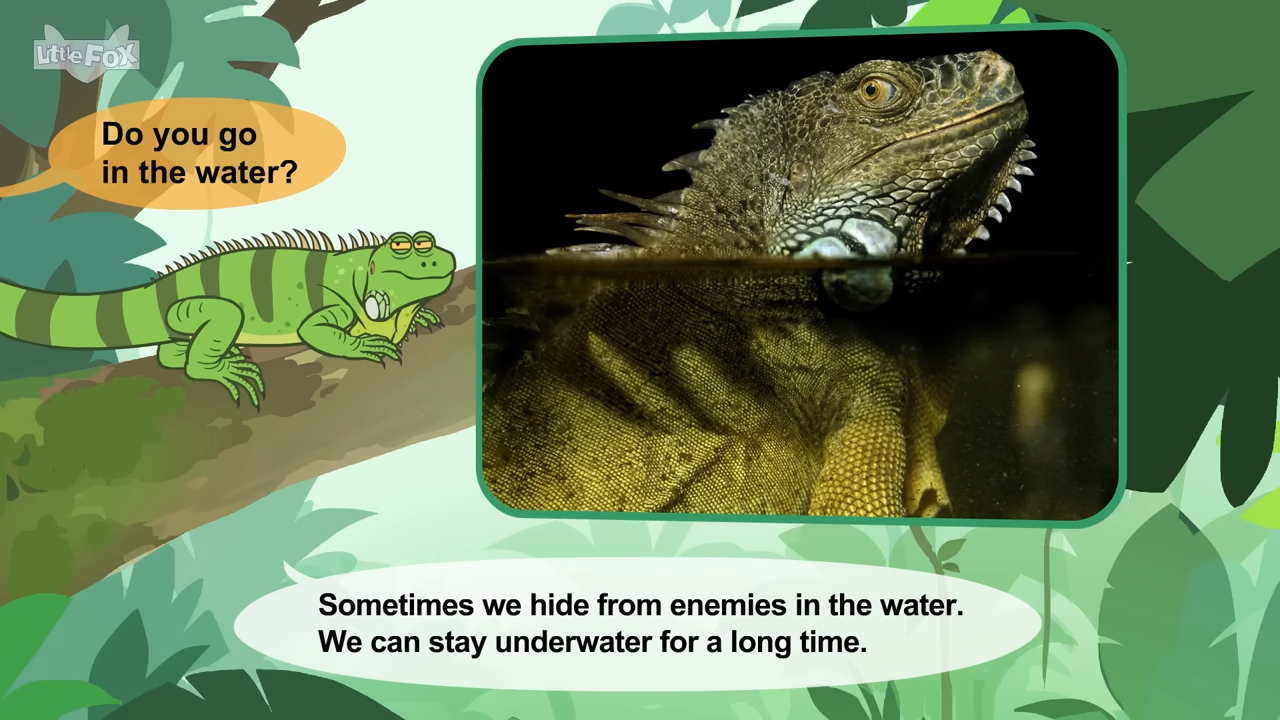 Little Fox
Do you go
in the water?
Sometimes we hide from enemies in the water.
We can stay underwater for a long time.